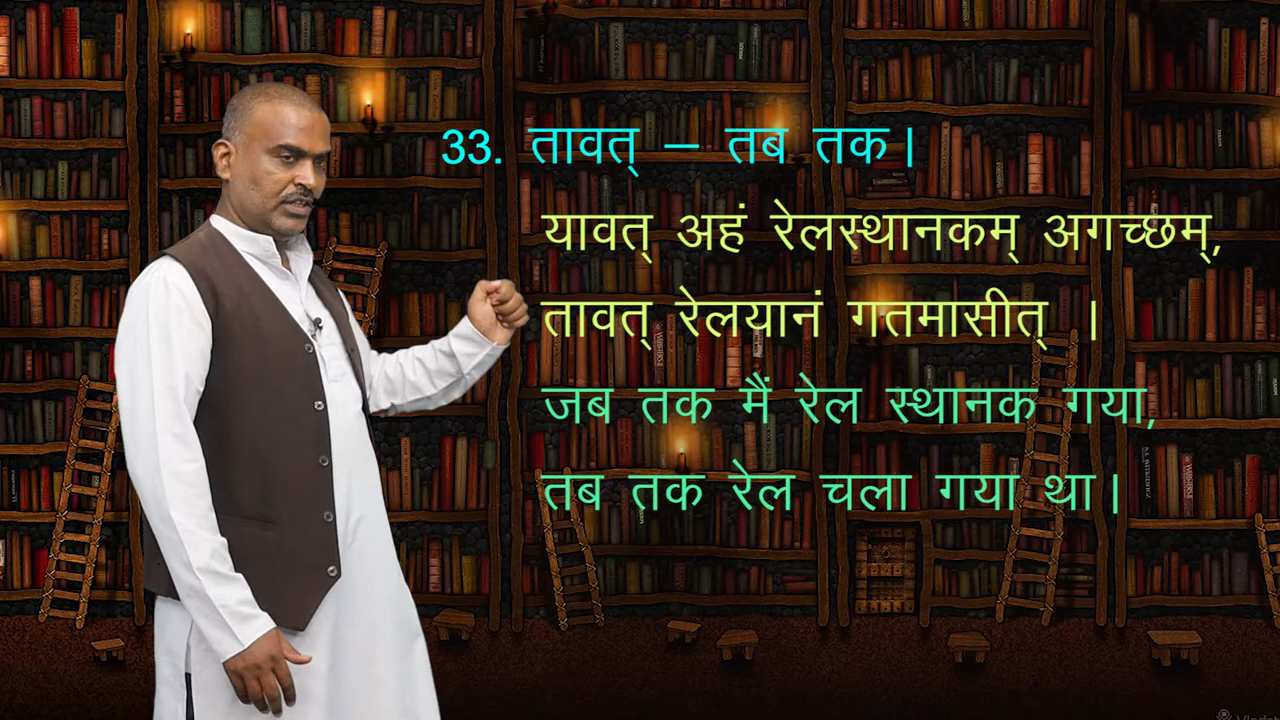 33. तावत् – तब तक।
यावत् अहं रेलस्थानकम् अगच्छम्,
तावत् रेलयानं गतमासीत् ।
जब तक मैं रेल स्थानक गया,
तब तक रेल चला गया था।